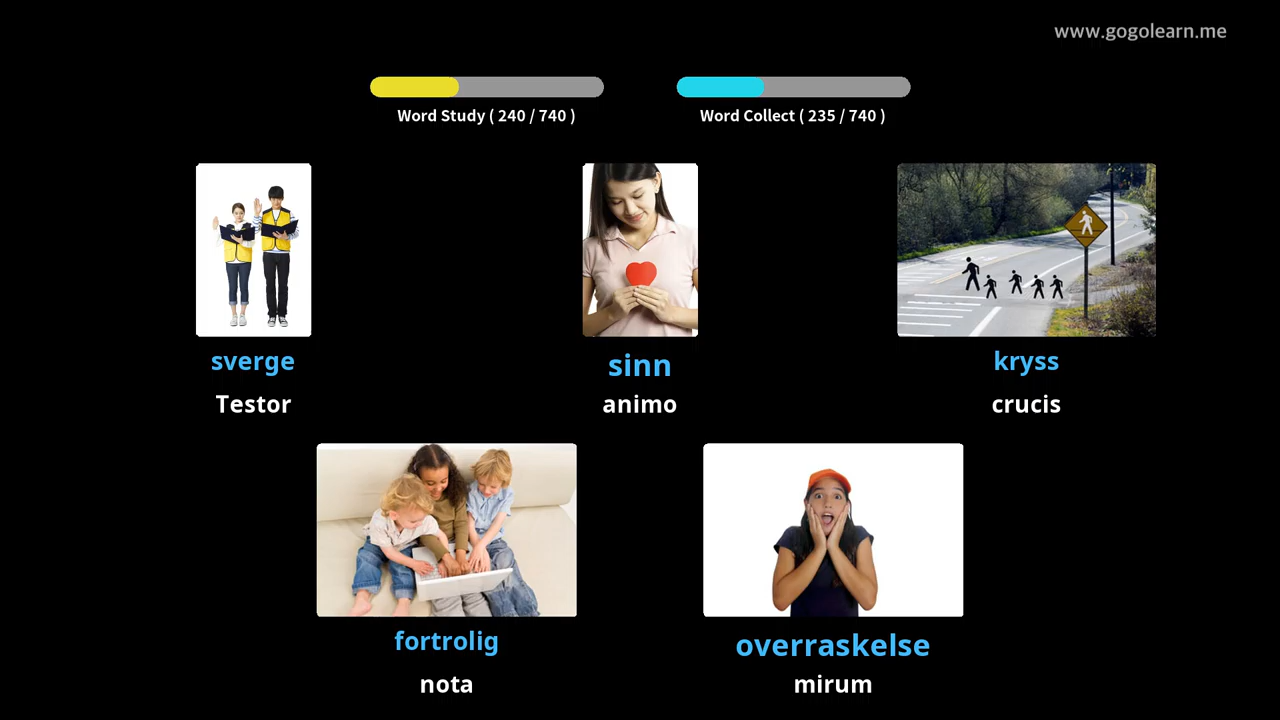 www.gogolearn.me
Word Study ( 240 / 740 )
Word Collect ( 235 / 740 )
sverge
Testor
sinn
animo
kryss
crucis
fortrolig
nota
overraskelse
mirum